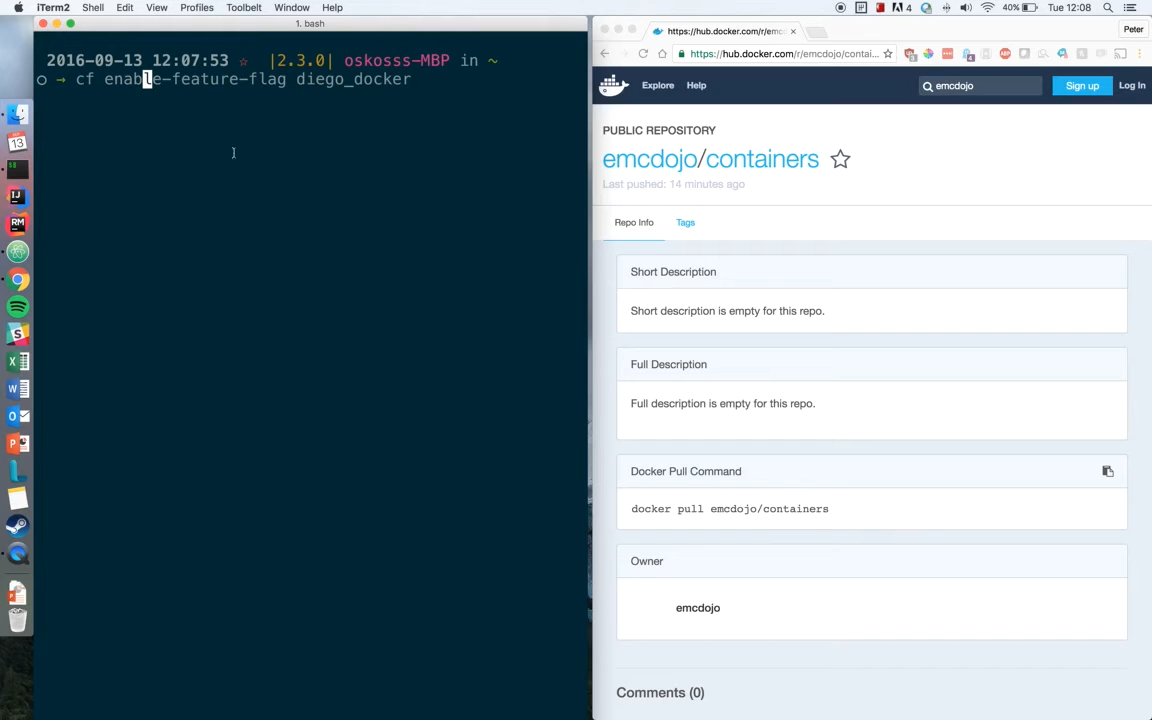 iTerm2 Shell Edit View Profiles Toolbelt Window Help
4 40% Tue 12:08
1. bash
2016-09-13 12:07:53 ☆ |2.3.0| oskosss-MBP in ~
○ → cf enable-feature-flag diego_docker
https://hub.docker.com/r/emc
Peter
https://hub.docker.com/r/emcdojo/contai...
Explore Help emcdojo Sign up Log In
PUBLIC REPOSITORY
emcdojo/containers
Last pushed: 14 minutes ago
Repo Info Tags
Short Description
Short description is empty for this repo.
Full Description
Full description is empty for this repo.
Docker Pull Command
docker pull emcdojo/containers
Owner
emcdojo
Comments (0)